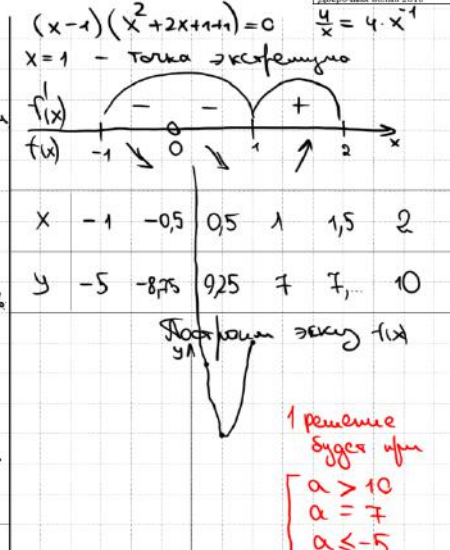 (x-1)(x²+2x+1+1)=0   4/x = 4·x⁻¹
x=1 - точка экстремума
f'(x) - - +
f(x) -1 0 1 2 x
x -1 -0,5 0,5 1 1,5 2
y -5 -8,75 9,25 7 7,... 10
Построим эскиз f(x)
y
1 решение
будет при
a > 10
a = 7
a ≤ -5